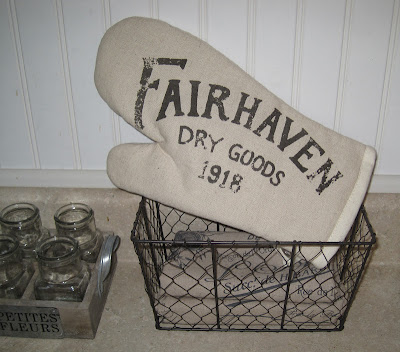 FAIRHAVEN
DRY GOODS
1918
PETITES
FLEURS